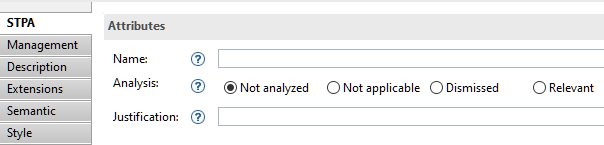 STPA
Management
Description
Extensions
Semantic
Style
Attributes
Name: ?
Analysis: ? Not analyzed Not applicable Dismissed Relevant
Justification: ?